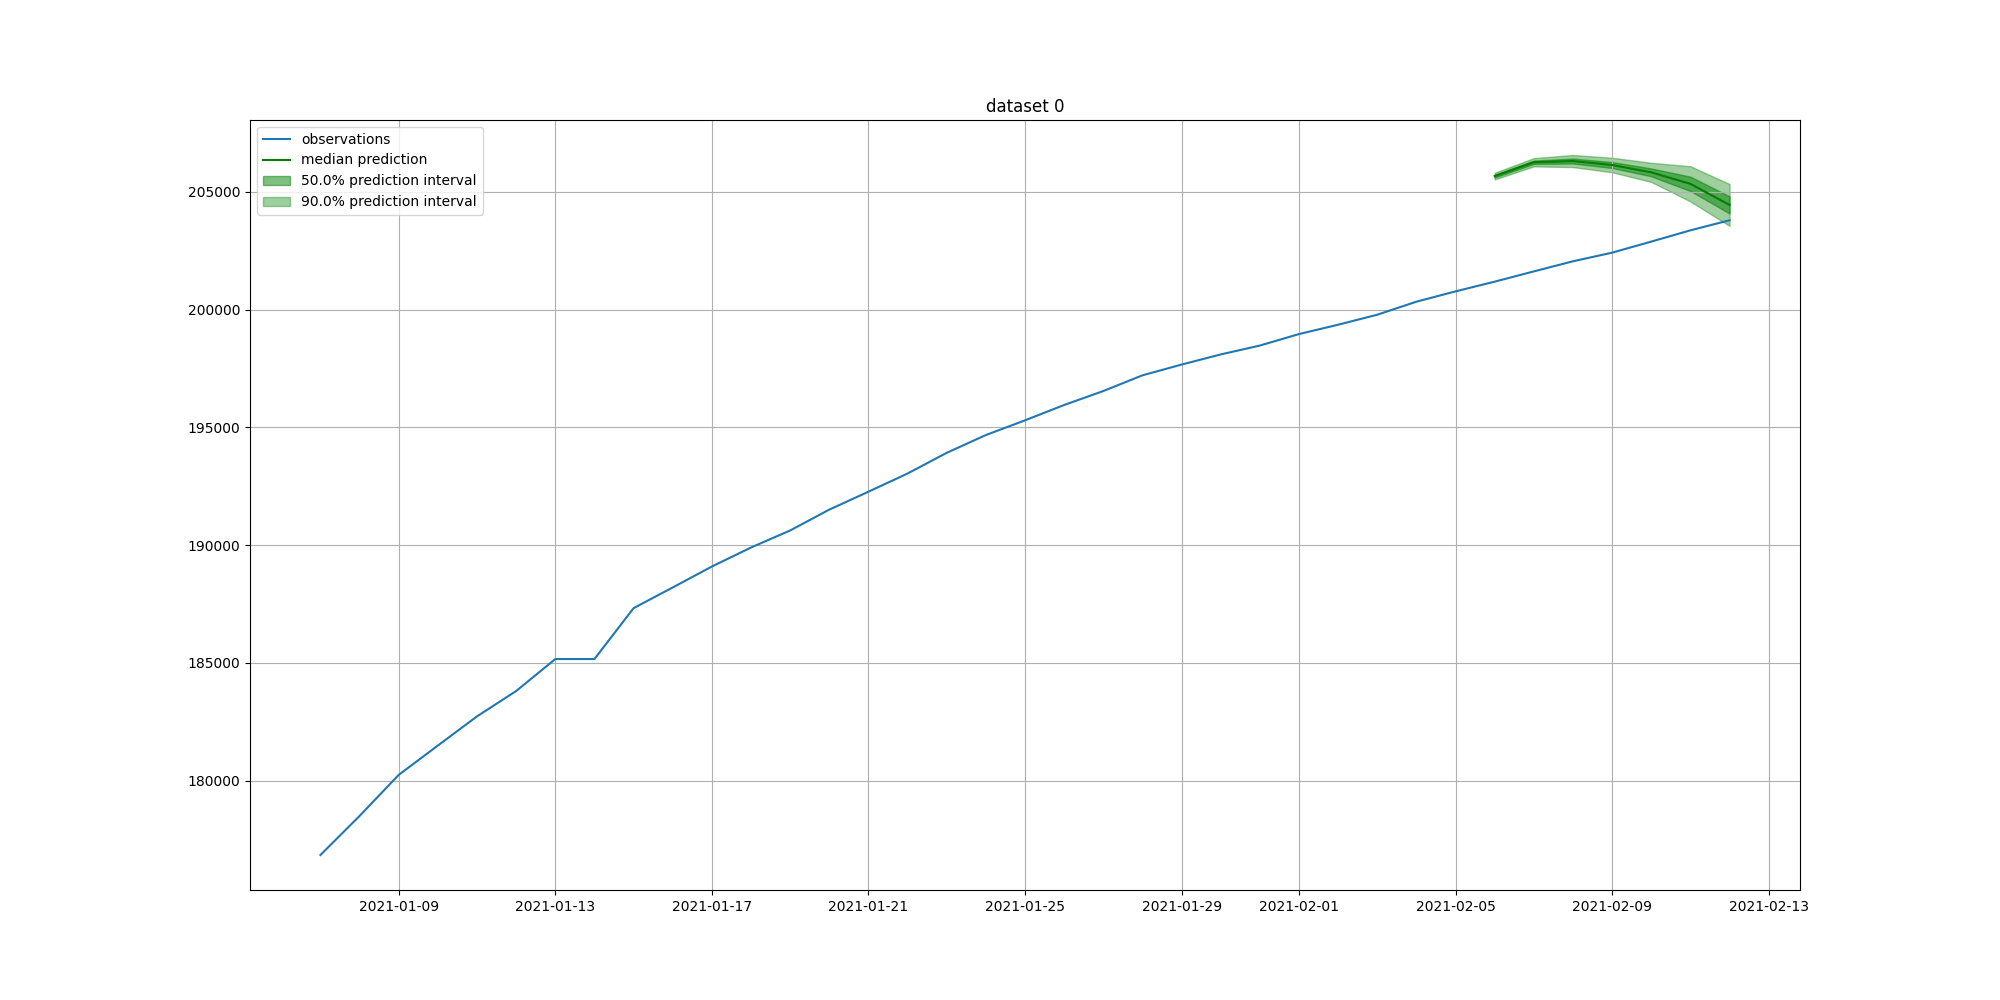 dataset 0
observations
median prediction
50.0% prediction interval
90.0% prediction interval
205000
200000
195000
190000
185000
180000
2021-01-09 2021-01-13 2021-01-17 2021-01-21 2021-01-25 2021-01-29 2021-02-01 2021-02-05 2021-02-09 2021-02-13